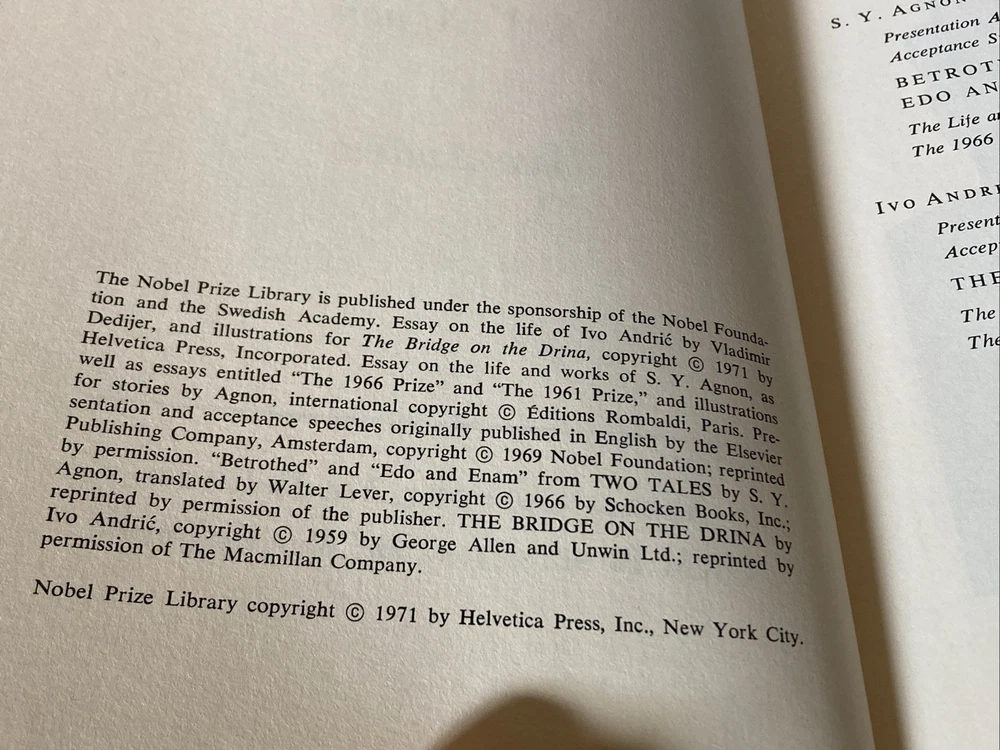 The Nobel Prize Library is published under the sponsorship of the Nobel Founda-
tion and the Swedish Academy. Essay on the life of Ivo Andrić by Vladimir
Dedijer, and illustrations for The Bridge on the Drina, copyright © 1971 by
Helvetica Press, Incorporated. Essay on the life and works of S. Y. Agnon, as
well as essays entitled “The 1966 Prize” and “The 1961 Prize,” and illustrations
for stories by Agnon, international copyright © Éditions Rombaldi, Paris. Pre-
sentation and acceptance speeches originally published in English by the Elsevier
Publishing Company, Amsterdam, copyright © 1969 Nobel Foundation; reprinted
by permission. “Betrothed” and “Edo and Enam” from TWO TALES by S. Y.
Agnon, translated by Walter Lever, copyright © 1966 by Schocken Books, Inc.;
reprinted by permission of the publisher. THE BRIDGE ON THE DRINA by
Ivo Andrić, copyright © 1959 by George Allen and Unwin Ltd.; reprinted by
permission of The Macmillan Company.
Nobel Prize Library copyright © 1971 by Helvetica Press, Inc., New York City.
S. Y. AGNON
Presentation A
Acceptance S
BETROT
EDO AN
The Life a
The 1966
IVO ANDRI
Present
Accep
THE
The
The